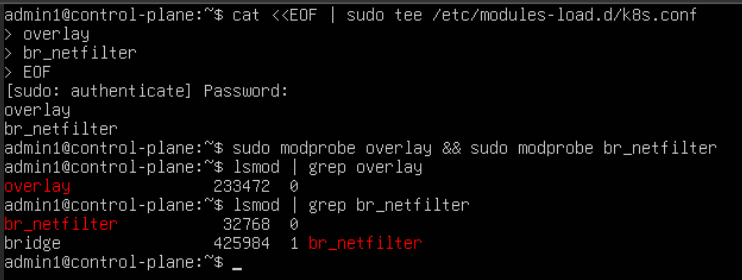 admin1@control-plane:~$ cat <<EOF | sudo tee /etc/modules-load.d/k8s.conf
> overlay
> br_netfilter
> EOF
[sudo: authenticate] Password:
overlay
br_netfilter
admin1@control-plane:~$ sudo modprobe overlay && sudo modprobe br_netfilter
admin1@control-plane:~$ lsmod | grep overlay
overlay 233472 0
admin1@control-plane:~$ lsmod | grep br_netfilter
br_netfilter 32768 0
bridge 425984 1 br_netfilter
admin1@control-plane:~$ _